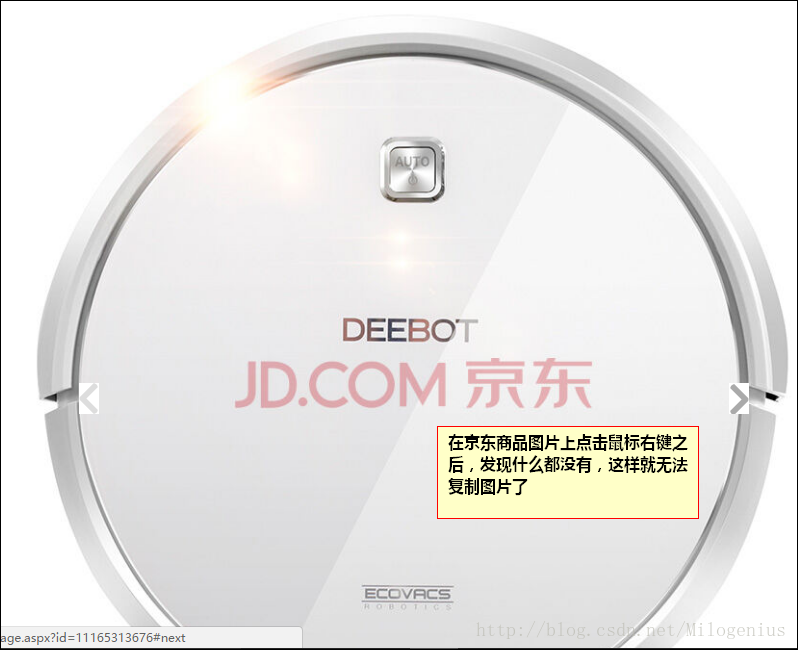 AUTO
DEEBOT
JD.COM 京东
在京东商品图片上点击鼠标右键之
后，发现什么都没有，这样就无法
复制图片了
ECOVACS
ROBOTICS
age.aspx?id=11165313676#next
http://blog.csdn.net/Milogenius